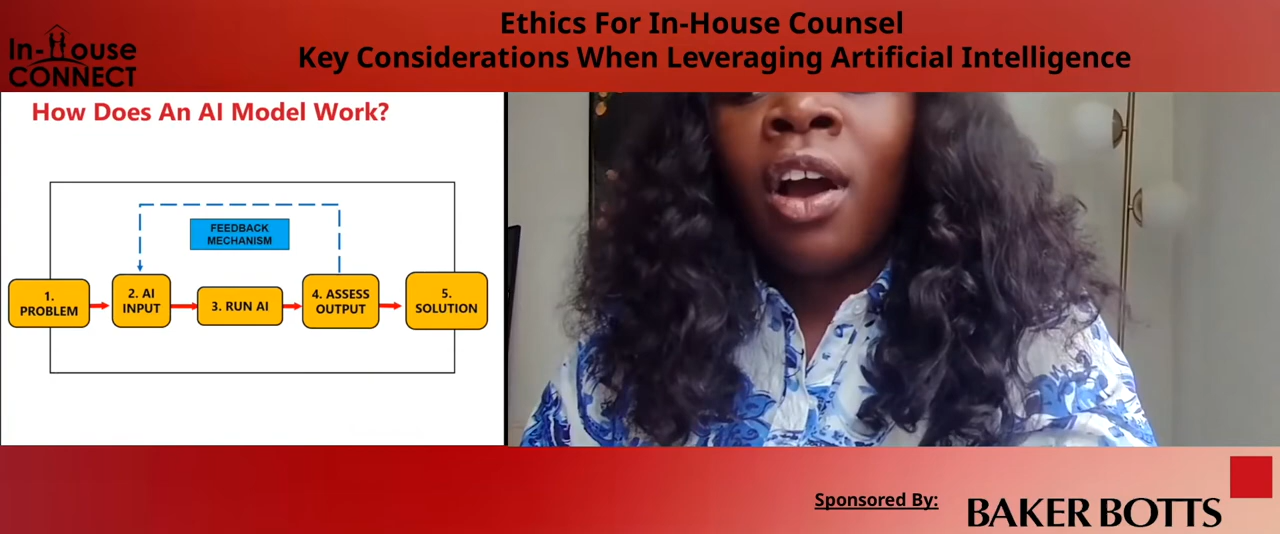 Ethics For In-House Counsel
Key Considerations When Leveraging Artificial Intelligence
In-House
CONNECT
How Does An AI Model Work?
FEEDBACK
MECHANISM
1.
PROBLEM
2. AI
INPUT
3. RUN AI
4. ASSESS
OUTPUT
5.
SOLUTION
Sponsored By:
BAKER BOTTS